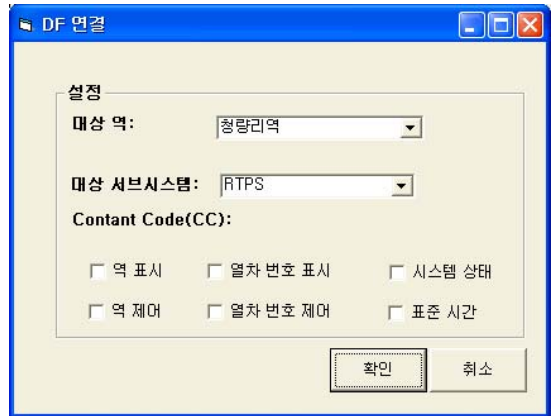 DF 연결
설정
대상 역: 청량리역
대상 서브시스템: RTPS
Contant Code(CC):
역 표시 열차 번호 표시 시스템 상태
역 제어 열차 번호 제어 표준 시간
확인 취소